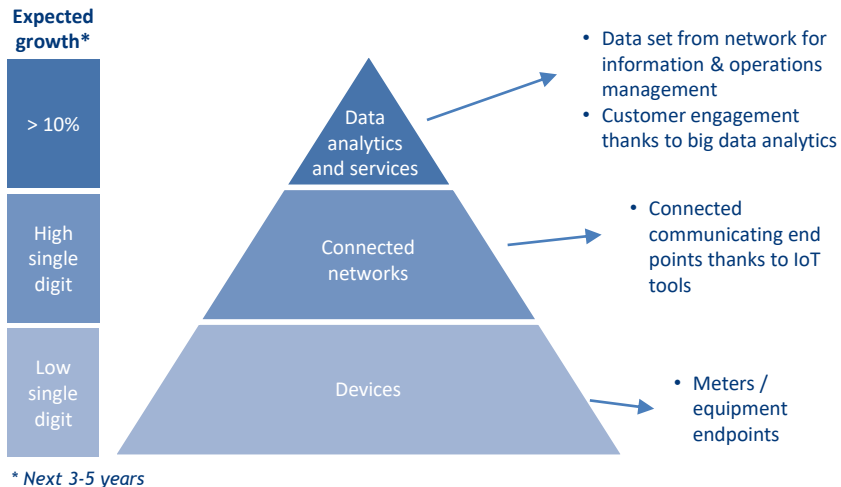 Expected
growth*
> 10%
Data
analytics
and services
• Data set from network for
information & operations
management
• Customer engagement
thanks to big data analytics
High
single
digit
Connected
networks
• Connected
communicating end
points thanks to IoT
tools
Low
single
digit
Devices
• Meters /
equipment
endpoints
* Next 3-5 years